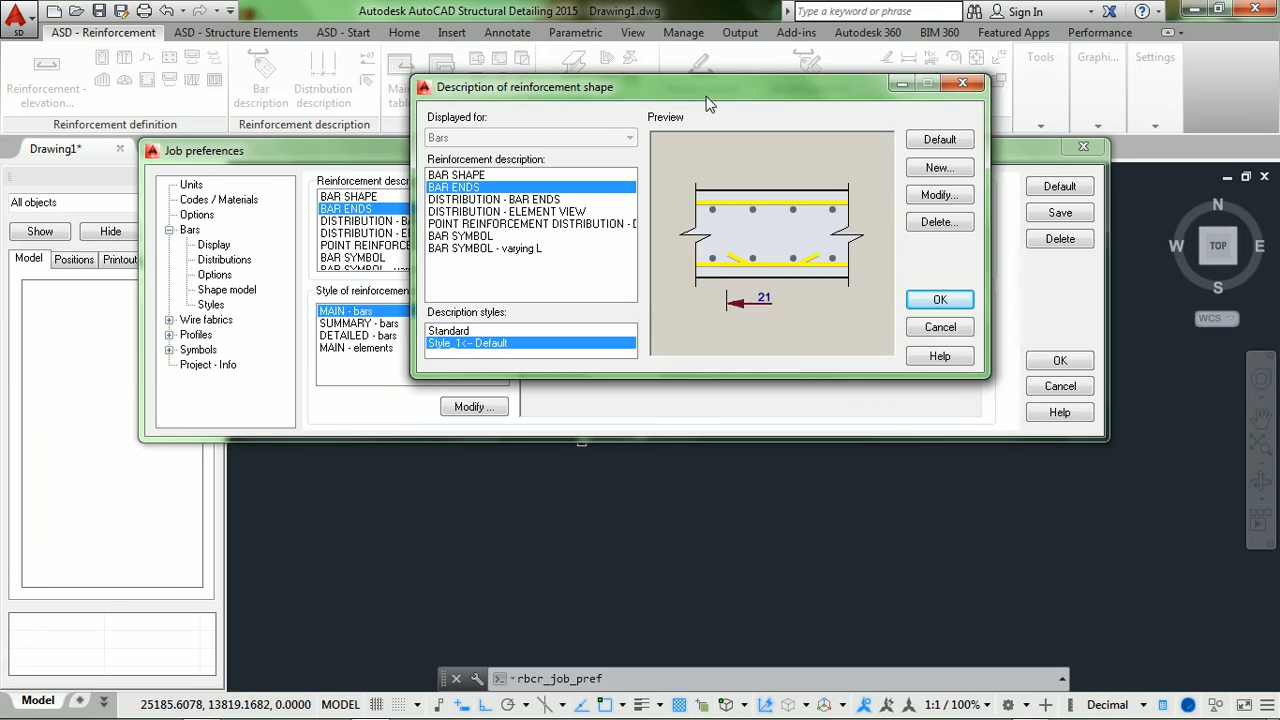 Autodesk AutoCAD Structural Detailing 2015 Drawing1.dwg
Type a keyword or phrase
Sign In
SD
ASD - Reinforcement
ASD - Structure Elements
ASD - Start
Home
Insert
Annotate
Parametric
View
Manage
Output
Add-ins
Autodesk 360
BIM 360
Featured Apps
Performance
Reinforcement -
elevation...
Bar
description
Distribution
description
Tools
Graphi...
Settings
Reinforcement definition
Reinforcement description
Drawing1*
All objects
Show
Hide
Model
Positions
Job preferences
Units
Codes / Materials
Options
Bars
Display
Distributions
Options
Shape model
Styles
Wire fabrics
Profiles
Symbols
Project - Info
BAR SHAPE
BAR ENDS
MAIN - bars
SUMMARY - bars
DETAILED - bars
MAIN - elements
Modify ...
Default
Save
Delete
OK
Cancel
Help
Description of reinforcement shape
Displayed for:
Bars
Reinforcement description:
BAR SHAPE
BAR ENDS
DISTRIBUTION - BAR ENDS
DISTRIBUTION - ELEMENT VIEW
POINT REINFORCEMENT DISTRIBUTION - D
BAR SYMBOL
BAR SYMBOL - varying L
Description styles:
Standard
Style_1<-- Default
Preview
21
Default
New...
Modify...
Delete...
OK
Cancel
Help
N
W
TOP
E
S
WCS
rbcr_job_pref
Model
25185.6078, 13819.1682, 0.0000
MODEL
1:1 / 100%
Decimal